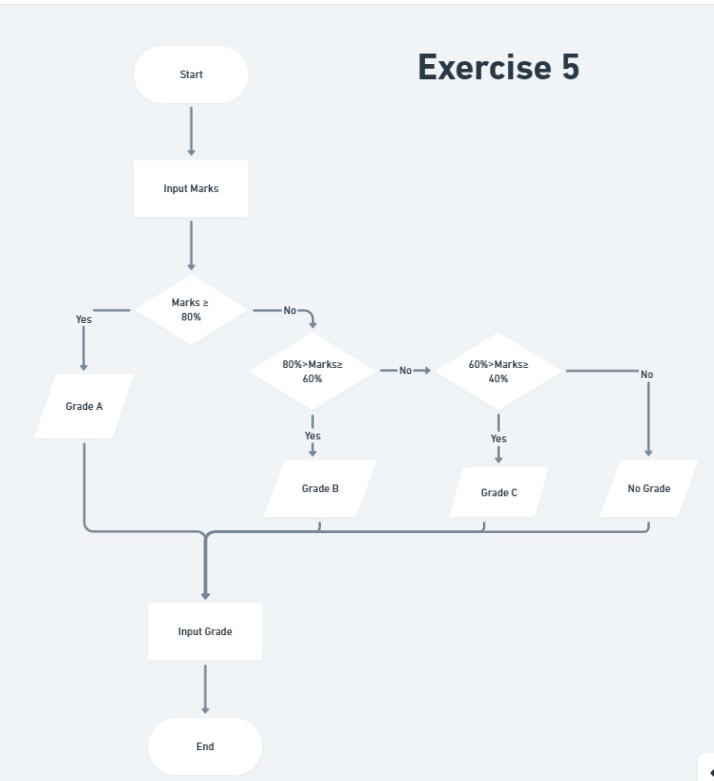 Exercise 5
Start
Input Marks
Marks ≥
80%
Yes
No
80%>Marks≥
60%
No
60%>Marks≥
40%
No
Grade A
Yes
Yes
Grade B
Grade C
No Grade
Input Grade
End